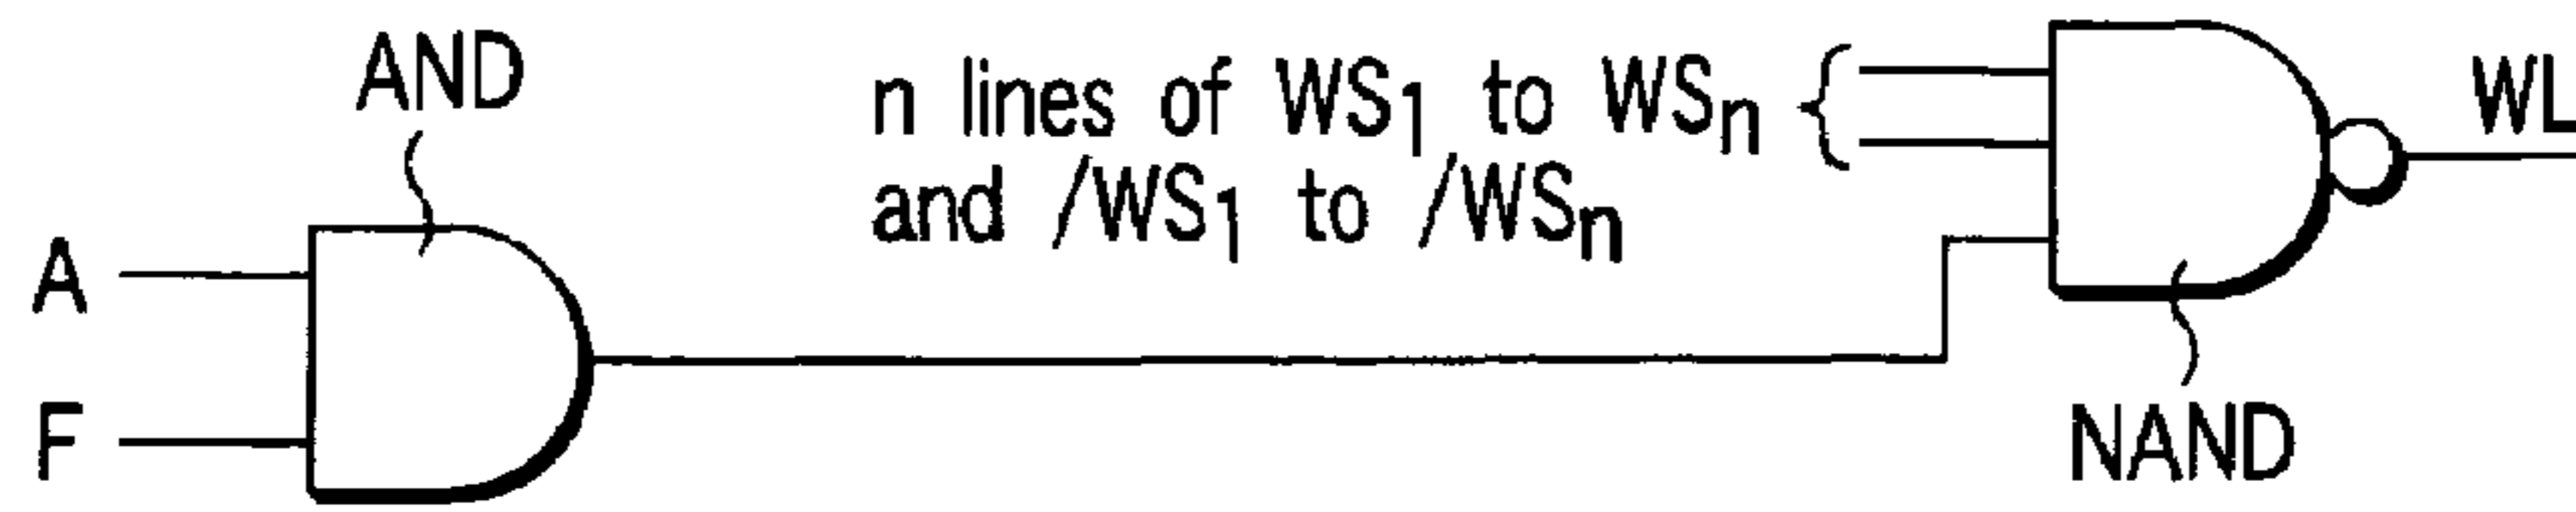 AND
n lines of WS1 to WSn
and /WS1 to /WSn
WL
A
F
NAND